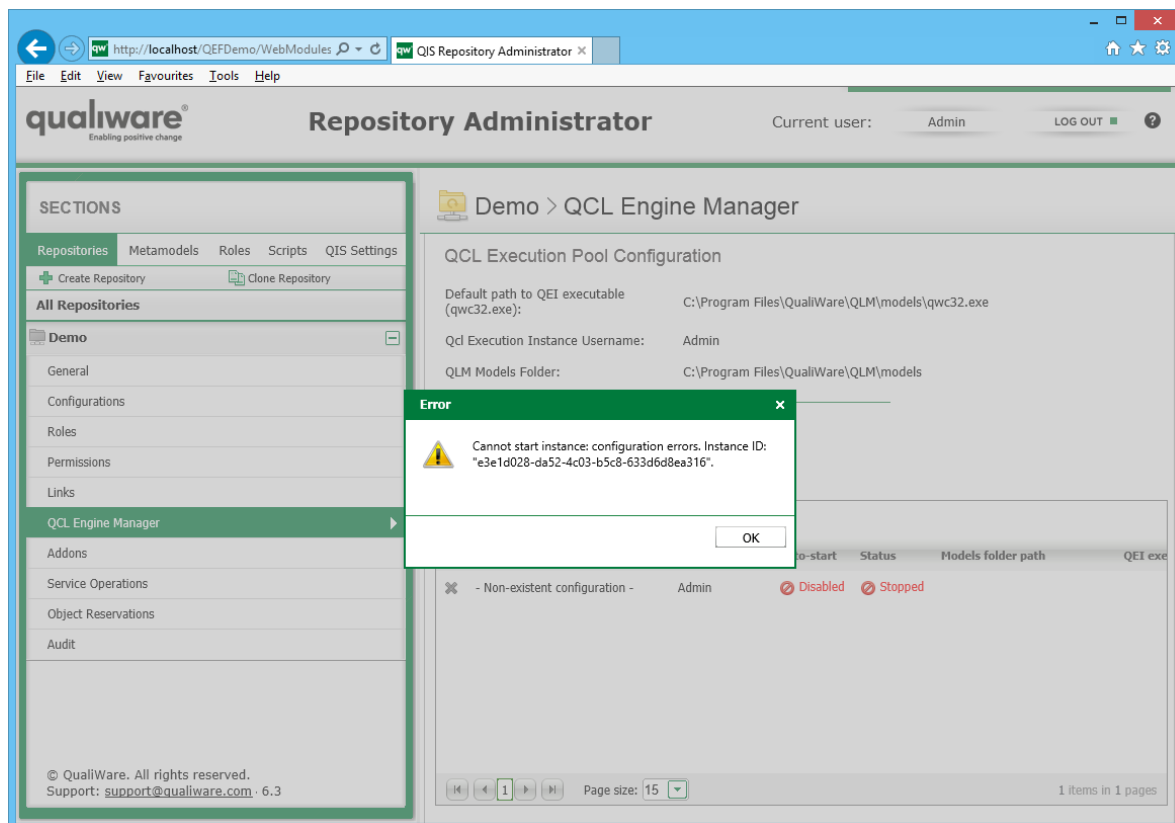 http://localhost/QEFDemo/WebModules
QIS Repository Administrator
File Edit View Favourites Tools Help
qualiware®
Enabling positive change
Repository Administrator
Current user: Admin
LOG OUT
SECTIONS
Repositories Metamodels Roles Scripts QIS Settings
Create Repository Clone Repository
All Repositories
Demo
General
Configurations
Roles
Permissions
Links
QCL Engine Manager
Addons
Service Operations
Object Reservations
Audit
© QualiWare. All rights reserved.
Support: support@qualiware.com · 6.3
Demo > QCL Engine Manager
QCL Execution Pool Configuration
Default path to QEI executable
(qwc32.exe):
C:\Program Files\QualiWare\QLM\models\qwc32.exe
Qcl Execution Instance Username: Admin
QLM Models Folder: C:\Program Files\QualiWare\QLM\models
Error
Cannot start instance: configuration errors. Instance ID:
"e3e1d028-da52-4c03-b5c8-633d6d8ea316".
OK
to-start Status Models folder path QEI exe
- Non-existent configuration - Admin Disabled Stopped
1 Page size: 15 1 items in 1 pages